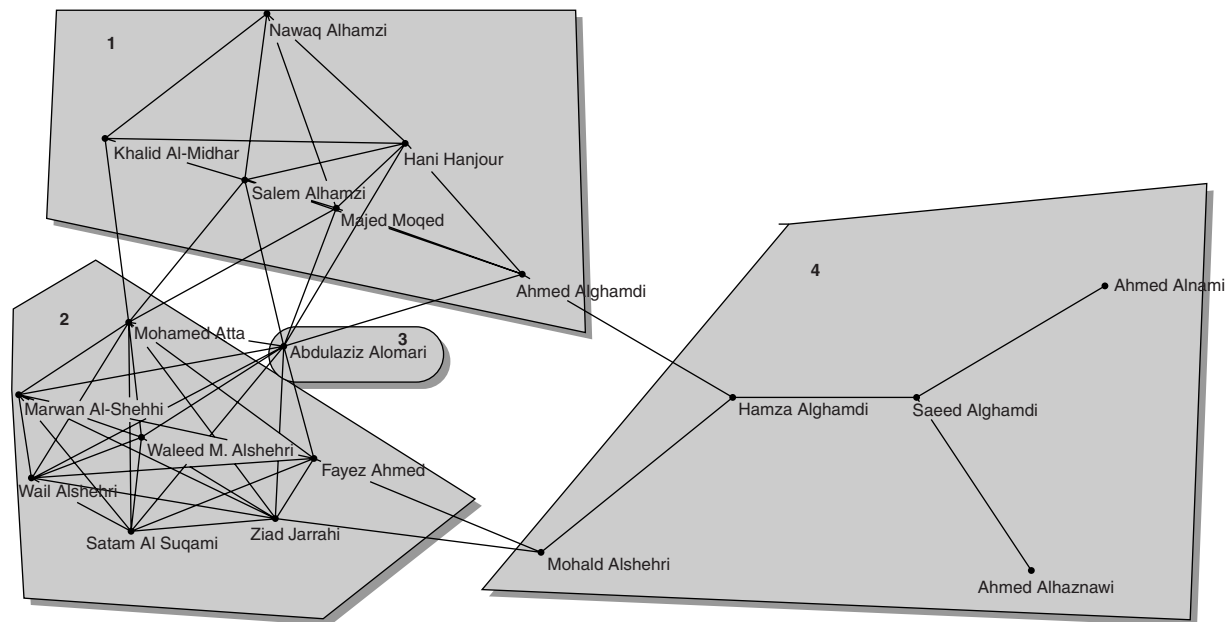 Nawaq Alhamzi
1
Khalid Al-Midhar
Hani Hanjour
Salem Alhamzi
Majed Moqed
Ahmed Alghamdi
2
Mohamed Atta
3
Abdulaziz Alomari
Marwan Al-Shehhi
Waleed M. Alshehri
Fayez Ahmed
Wail Alshehri
Satam Al Suqami
Ziad Jarrahi
4
Ahmed Alnami
Hamza Alghamdi
Saeed Alghamdi
Mohald Alshehri
Ahmed Alhaznawi